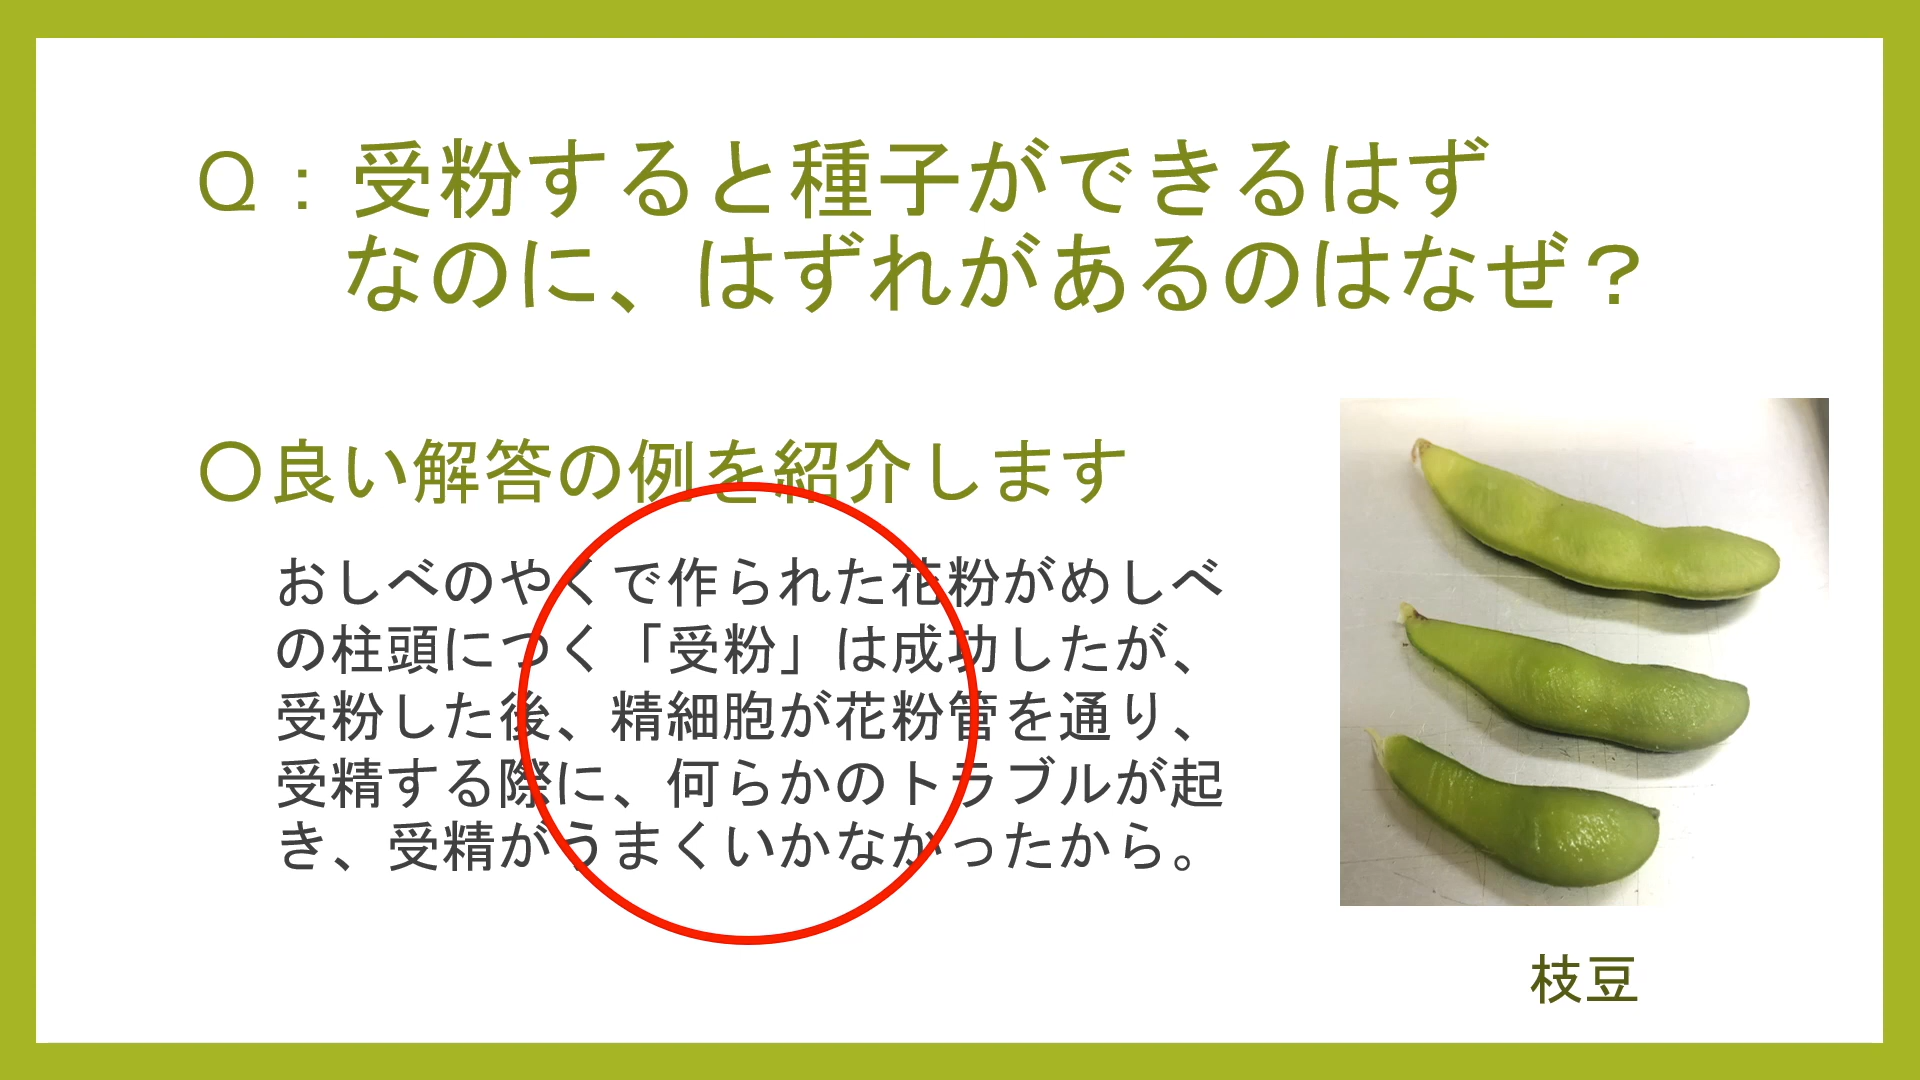 Q：受粉すると種子ができるはず
なのに、はずれがあるのはなぜ？
〇良い解答の例を紹介します
おしべのやくで作られた花粉がめしべ
の柱頭につく「受粉」は成功したが、
受粉した後、精細胞が花粉管を通り、
受精する際に、何らかのトラブルが起
き、受精がうまくいかなかったから。
枝豆